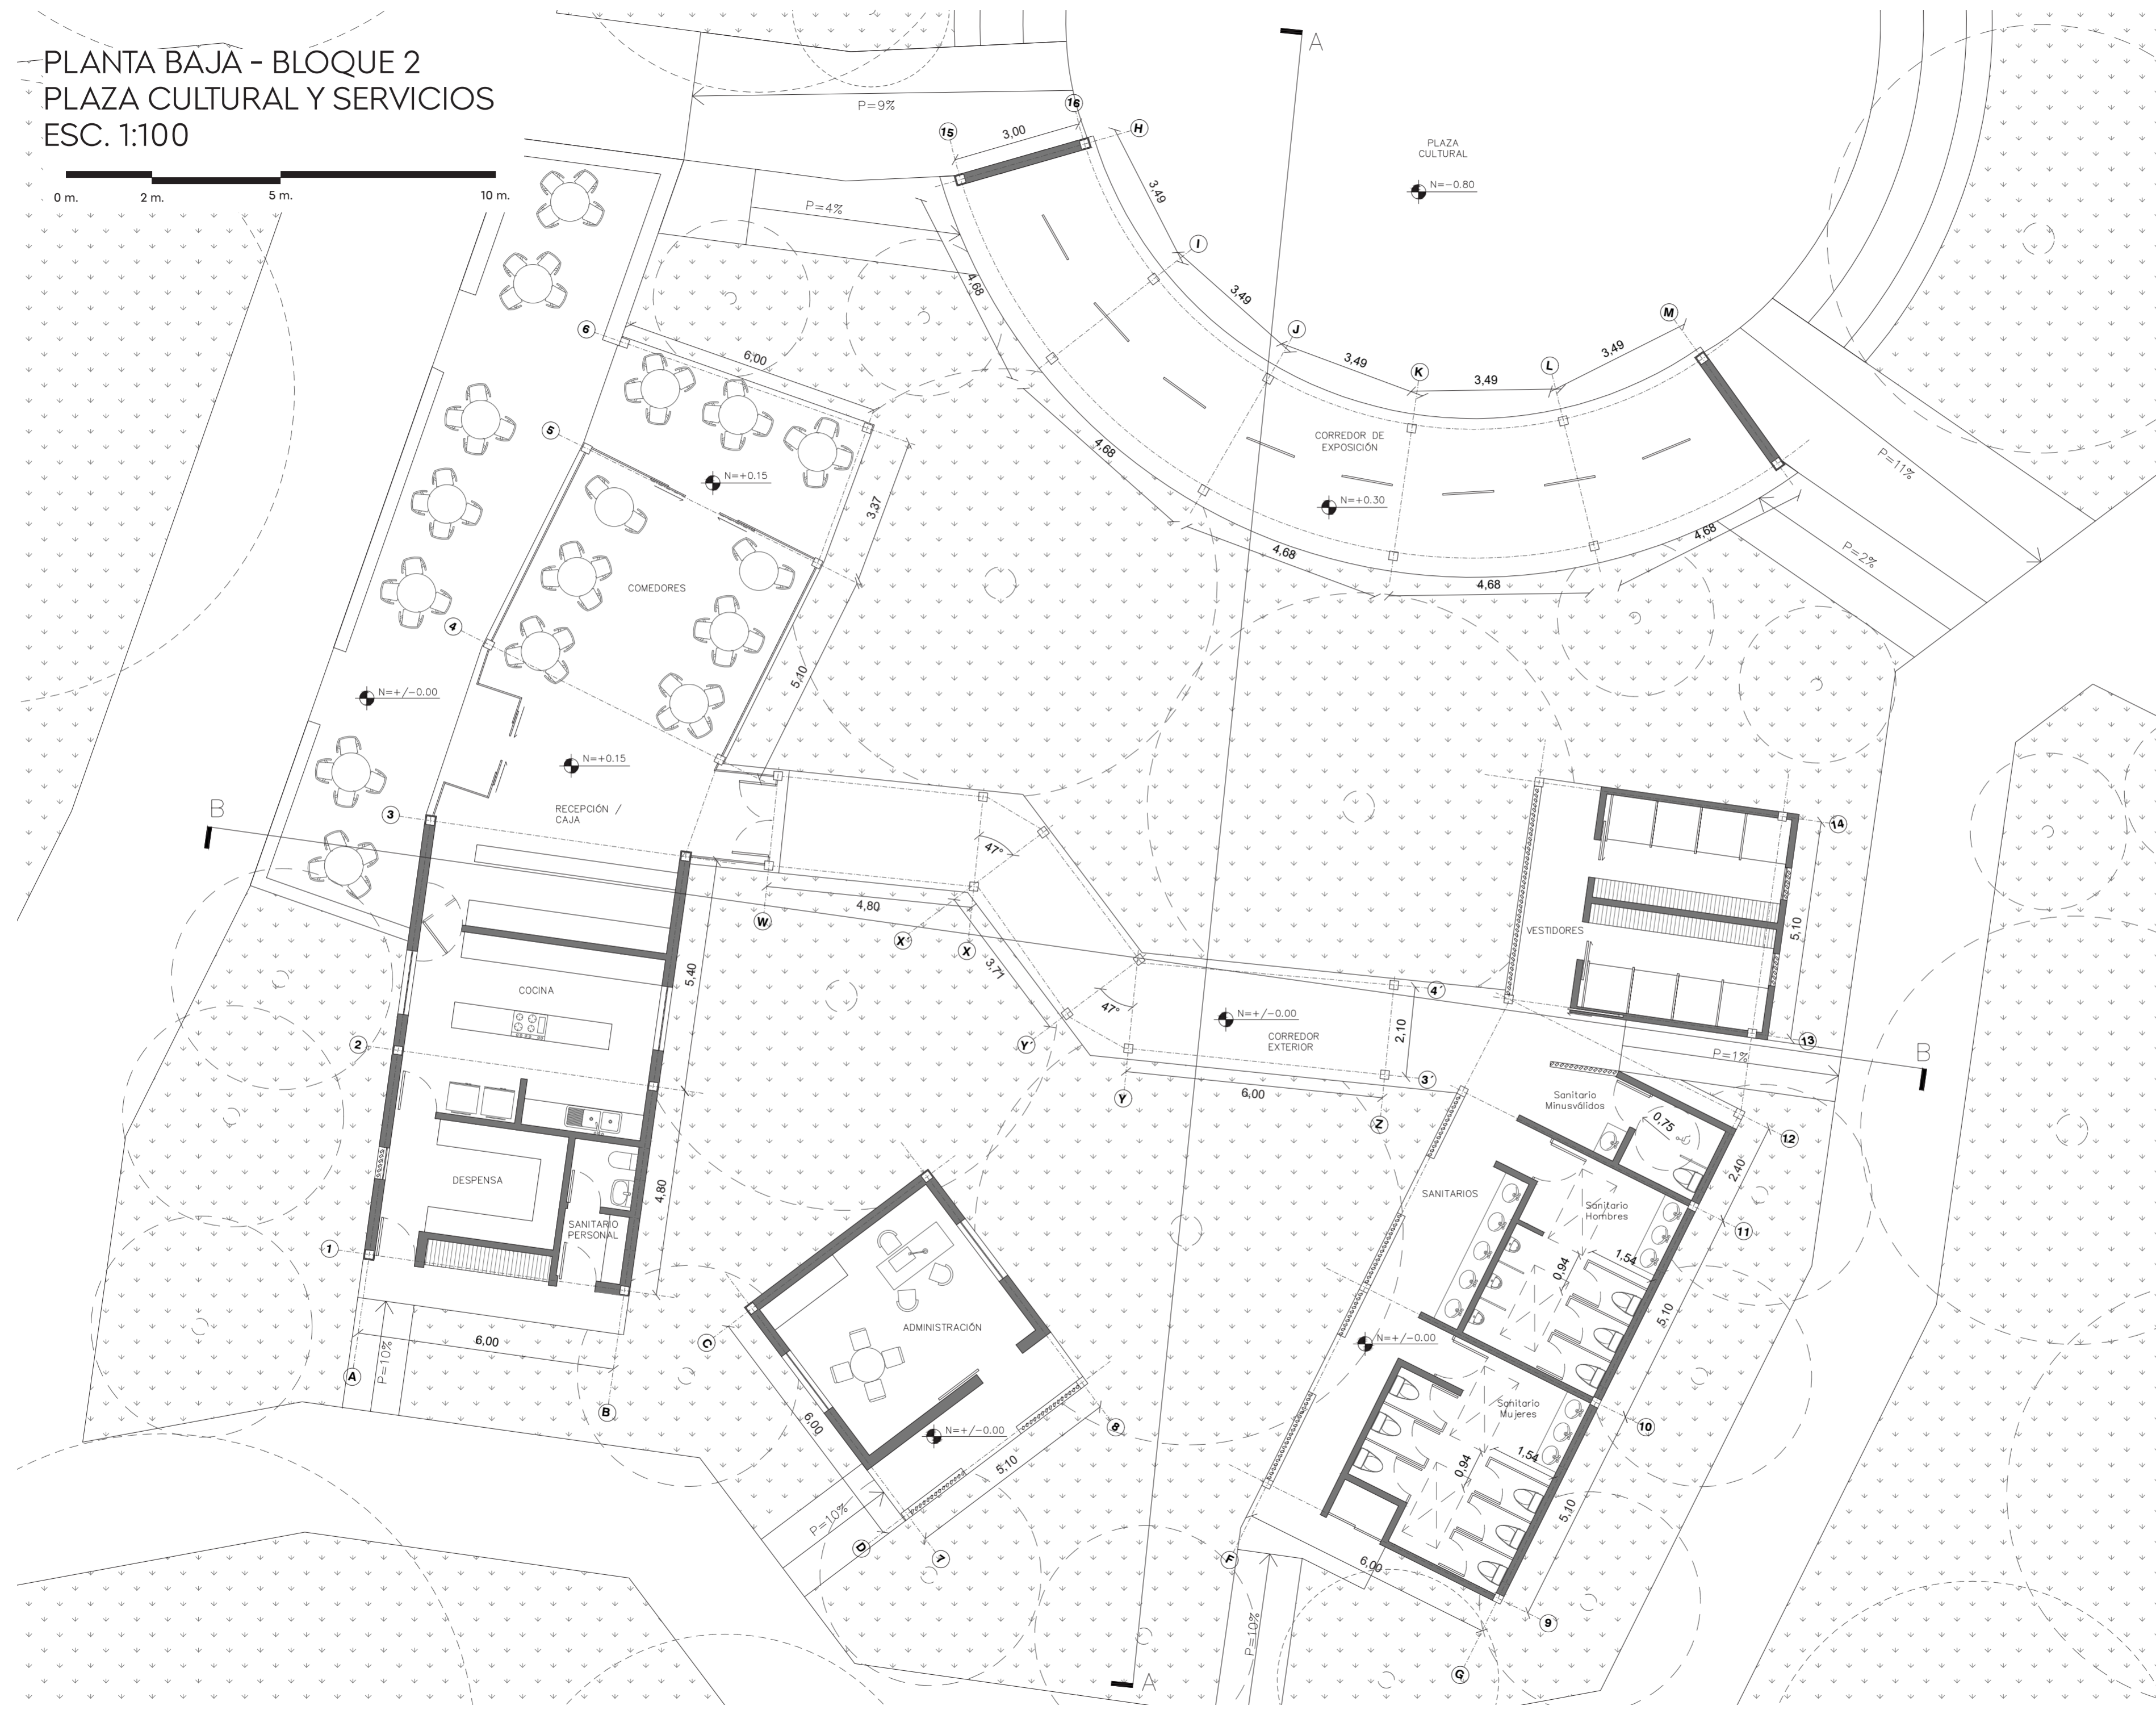 PLANTA BAJA - BLOQUE 2
PLAZA CULTURAL Y SERVICIOS
ESC. 1:100
0 m.
2 m.
5 m.
10 m.
A
P=9%
16
15
3,00
H
PLAZA
CULTURAL
N=-0.80
3,49
P=4%
I
4,68
3,49
J
M
6
6,00
3,49
K
3,49
L
3,49
5
CORREDOR DE
EXPOSICIÓN
4,68
P=11%
N=+0.15
N=+0.30
3,37
4,68
4,68
P=2%
4,68
COMEDORES
4
5,10
N=+/-0.00
N=+0.15
B
3
RECEPCIÓN /
CAJA
14
47°
4,80
W
X'
X
VESTIDORES
5,10
3,71
5,40
COCINA
4'
47°
N=+/-0.00
CORREDOR
EXTERIOR
2,10
2
Y'
13
B
P=1%
3'
Y
6,00
Z
Sanitario
Minusválidos
0,75
12
2,40
DESPENSA
4,80
SANITARIO
PERSONAL
SANITARIOS
Sanitario
Hombres
11
1
1,54
0,94
5,10
ADMINISTRACIÓN
N=+/-0.00
C
6,00
P=10%
A
B
Sanitario
Mujeres
6,00
8
10
N=+/-0.00
5,10
1,54
0,94
P=10%
5,10
D
7
F
6,00
P=10%
9
G
A